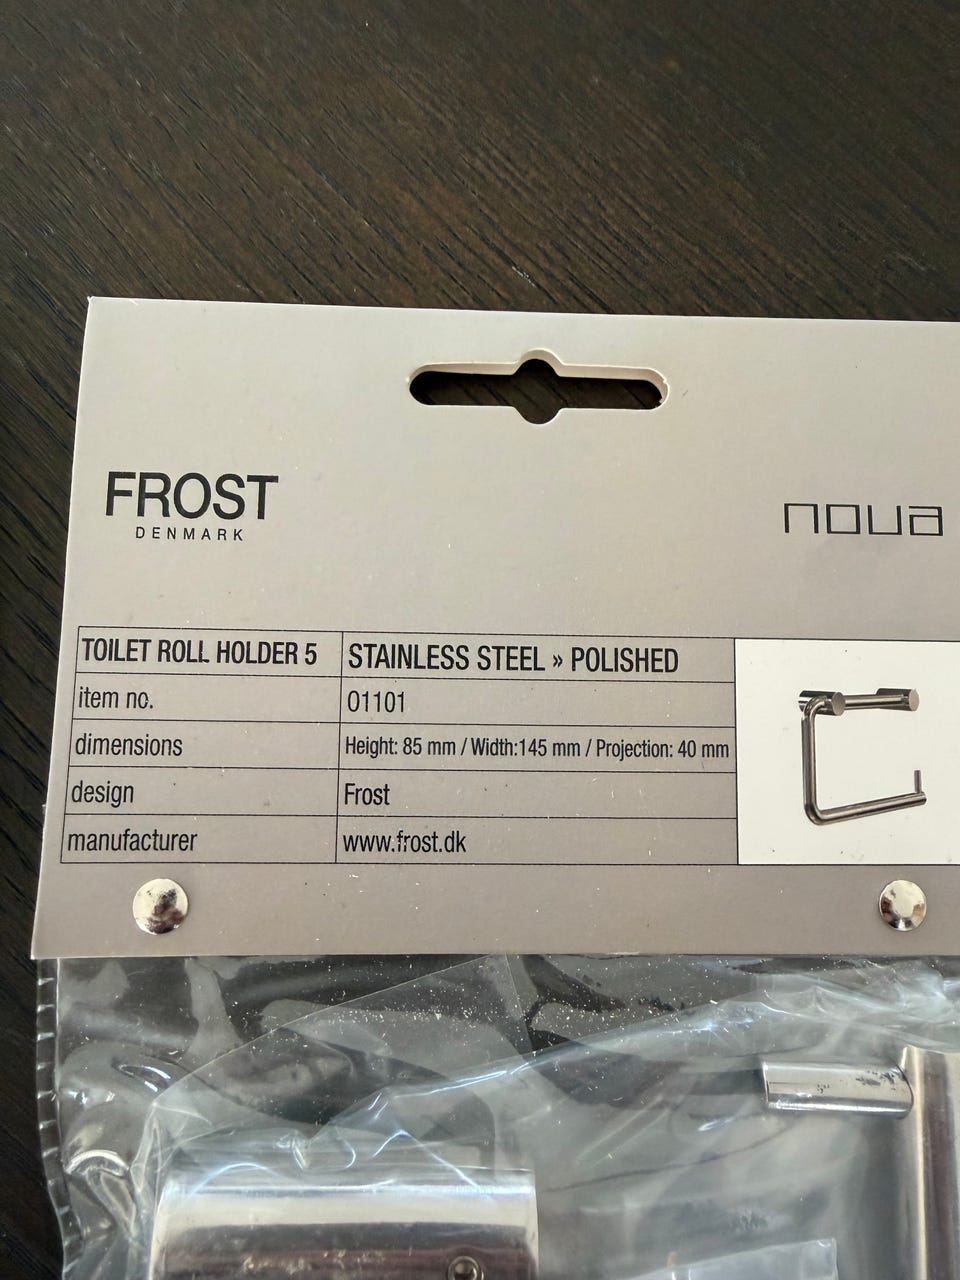 FROST
DENMARK
noua
TOILET ROLL HOLDER 5 STAINLESS STEEL » POLISHED
item no. 01101
dimensions Height: 85 mm / Width:145 mm / Projection: 40 mm
design Frost
manufacturer www.frost.dk